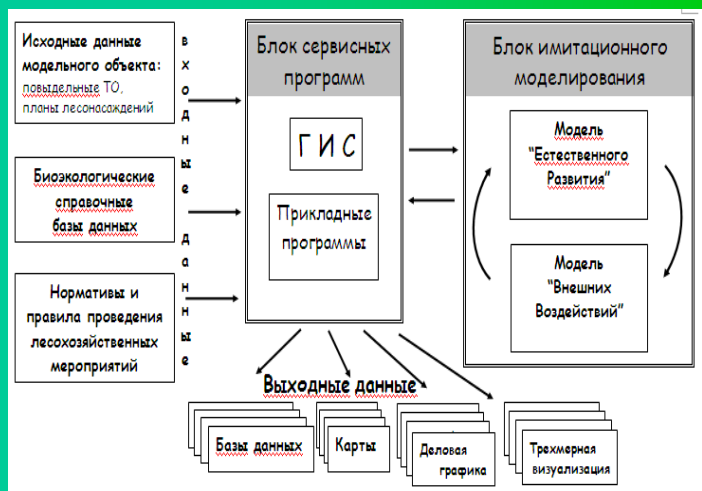 Исходные данные
модельного объекта:
повыдельные ТО,
планы лесонасаждений
Биоэкологические
справочные
базы данных
Нормативы и
правила проведения
лесохозяйственных
мероприятий
входные данные
Блок сервисных
программ
ГИС
Прикладные
программы
Блок имитационного
моделирования
Модель
“Естественного
Развития”
Модель
“Внешних
Воздействий”
Выходные данные
Базы данных
Карты
Деловая
графика
Трехмерная
визуализация